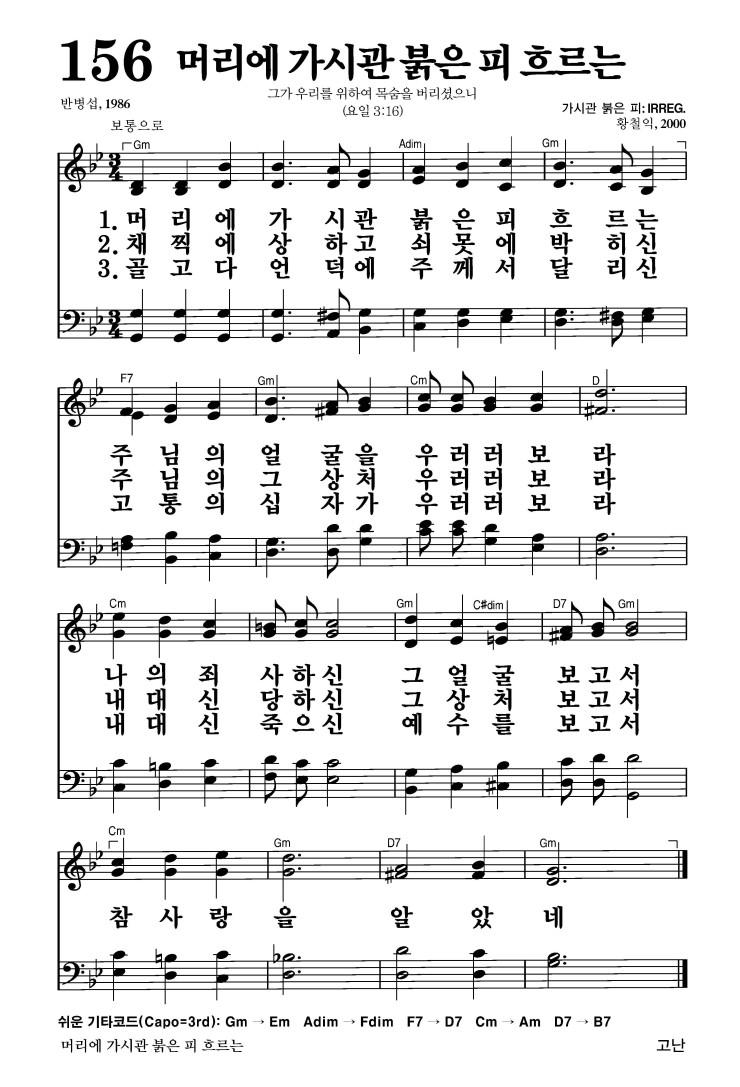 156 머리에 가시관 붉은 피 흐르는
그가 우리를 위하여 목숨을 버리셨으니
(요일 3:16)
반병섭, 1986
가시관 붉은 피: IRREG.
황철익, 2000
보통으로
Gm Adim Gm
1. 머 리 에 가 시 관 붉 은 피 흐 르 는
2. 채 찍 에 상 하 고 쇠 못 에 박 히 신
3. 골 고 다 언 덕 에 주 께 서 달 리 신
F7 Gm Cm D
주 님 의 얼 굴 을 우 러 러 보 라
주 님 의 그 상 처 우 러 러 보 라
고 통 의 십 자 가 우 러 러 보 라
Cm Gm C#dim D7 Gm
나 의 죄 사 하 신 그 얼 굴 보 고 서
내 대 신 당 하 신 그 상 처 보 고 서
내 대 신 죽 으 신 예 수 를 보 고 서
Cm Gm D7 Gm
참 사 랑 을 알 았 네
쉬운 기타코드(Capo=3rd): Gm → Em Adim → Fdim F7 → D7 Cm → Am D7 → B7
머리에 가시관 붉은 피 흐르는
고난